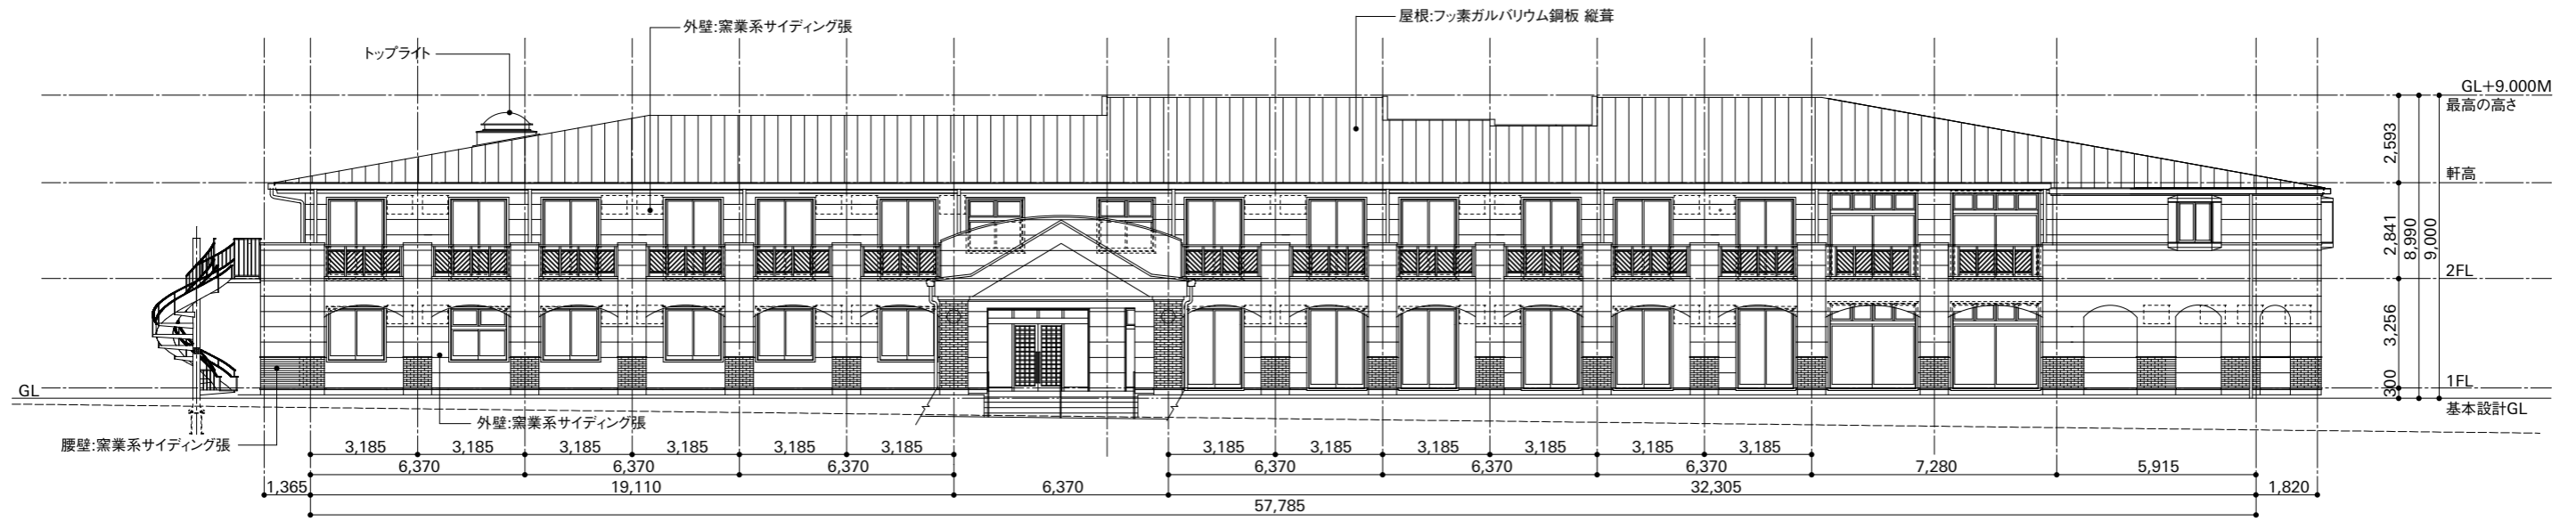 屋根:フッ素ガルバリウム鋼板 縦葺
外壁:窯業系サイディング張
トップライト
GL+9.000M
最高の高さ
2,593
軒高
2,841
8,990
9,000
2FL
3,256
1FL
300
GL
基本設計GL
外壁:窯業系サイディング張
腰壁:窯業系サイディング張
3,185 3,185 3,185 3,185 3,185 3,185 3,185 3,185 3,185 3,185 3,185 3,185
6,370 6,370 6,370 6,370 6,370 6,370 7,280 5,915
1,365 19,110 6,370 32,305 1,820
57,785